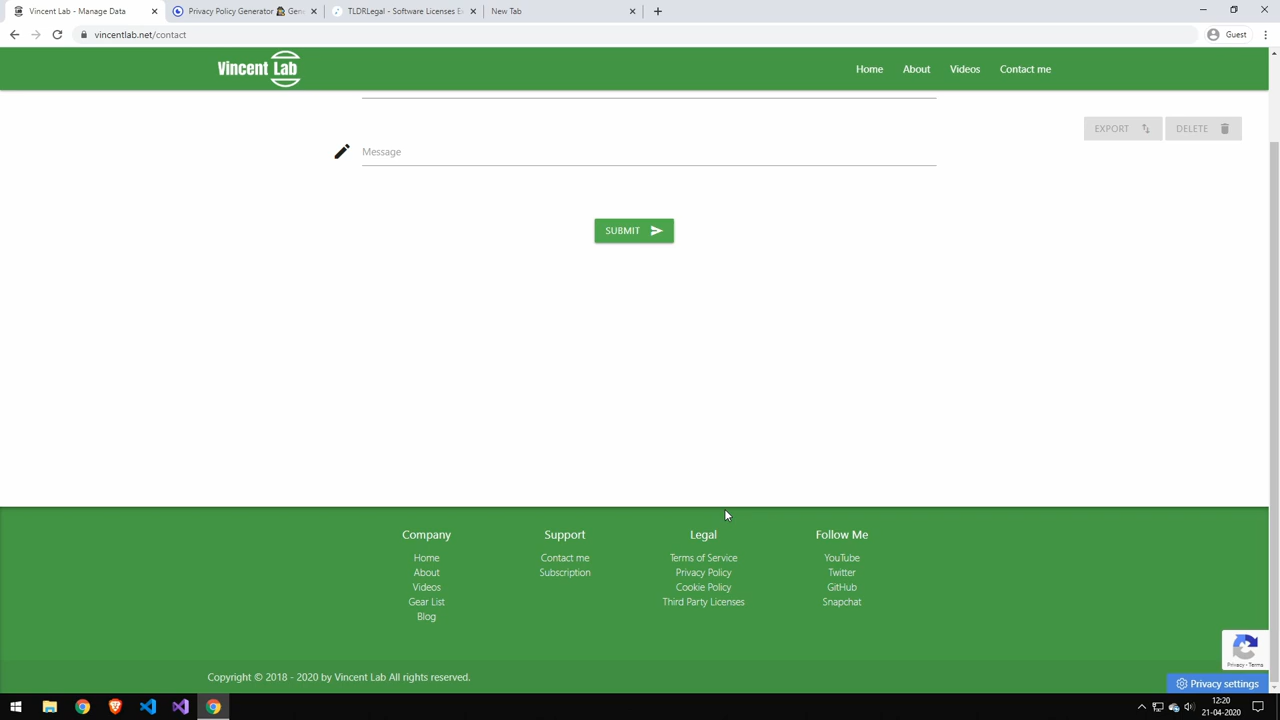 Vincent Lab - Manage Data
Privacy Policy Generator
TLDRLegal - Software Licenses
New Tab
vincentlab.net/contact
Guest
Vincent Lab
Home
About
Videos
Contact me
EXPORT
DELETE
Message
SUBMIT
Company
Home
About
Videos
Gear List
Blog
Support
Contact me
Subscription
Legal
Terms of Service
Privacy Policy
Cookie Policy
Third Party Licenses
Follow Me
YouTube
Twitter
GitHub
Snapchat
Privacy - Terms
Copyright © 2018 - 2020 by Vincent Lab All rights reserved.
Privacy settings
12:20
21-04-2020